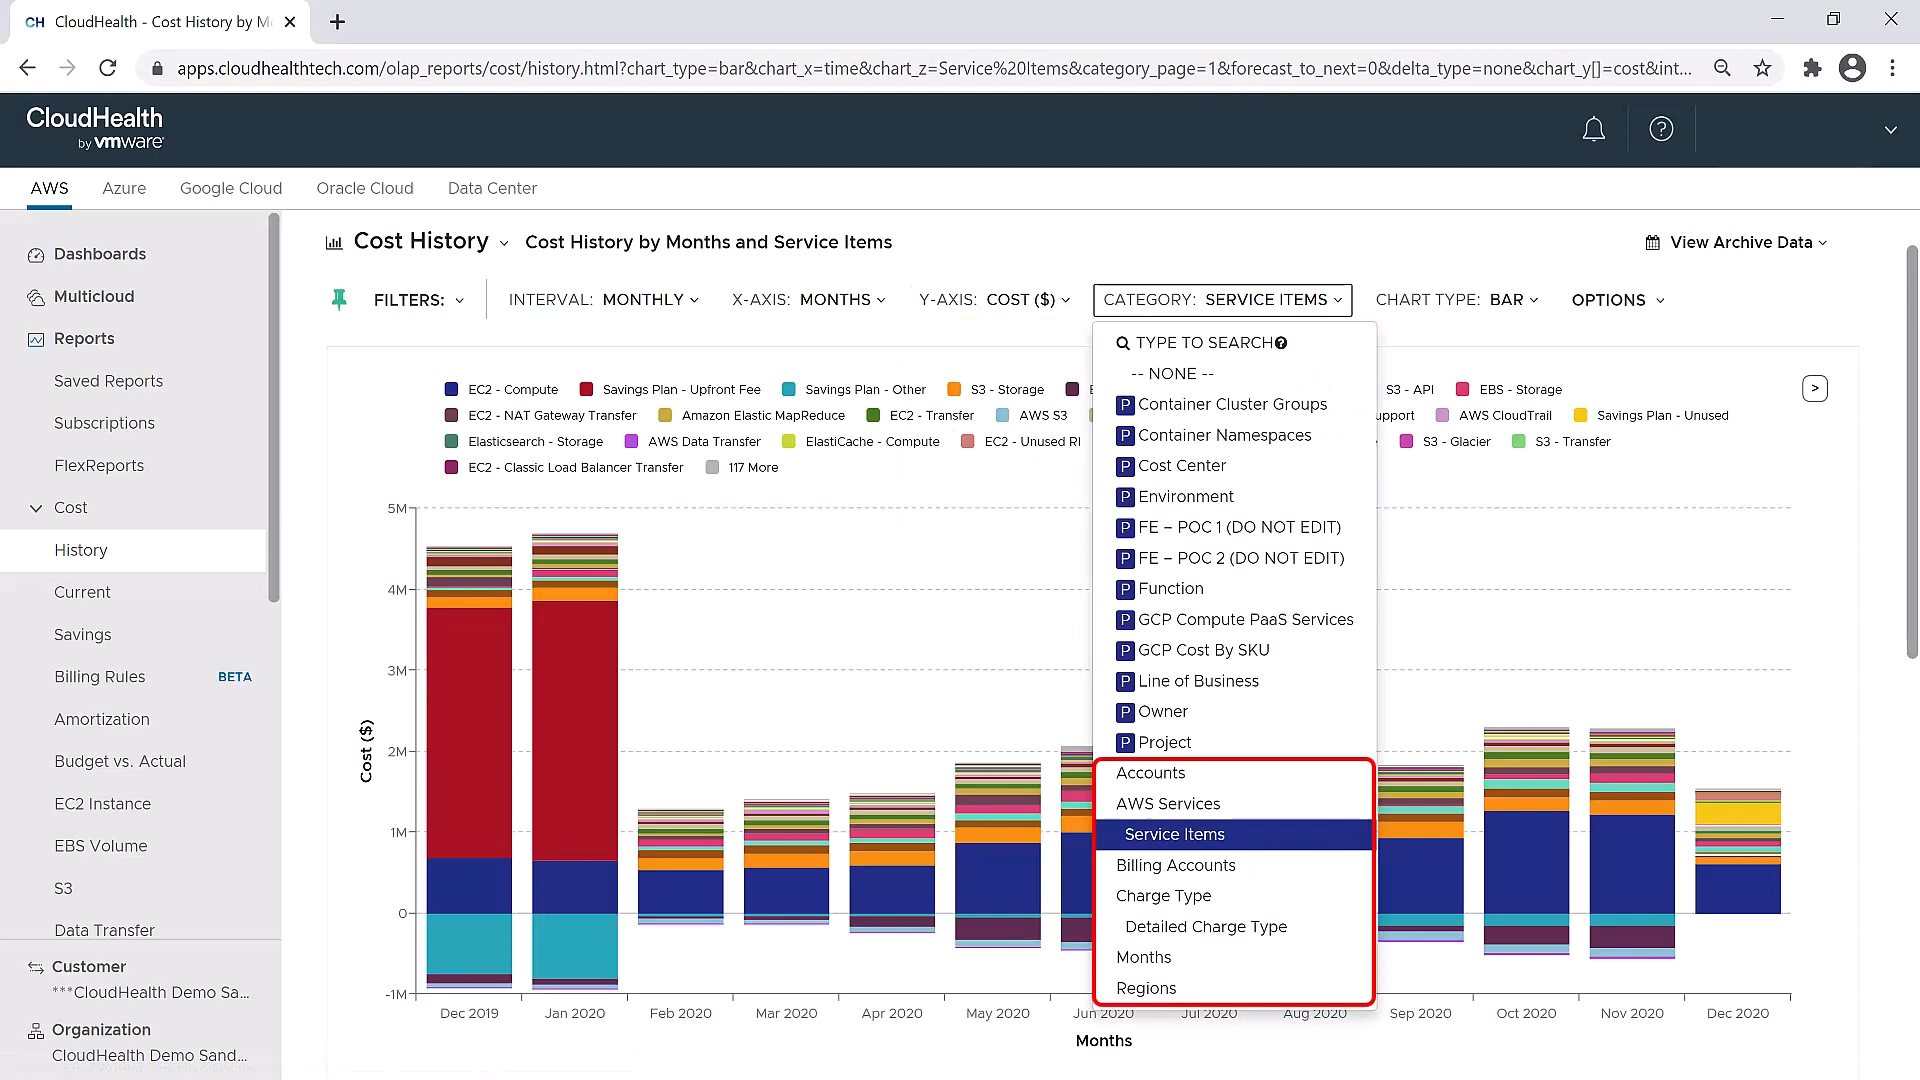 CH CloudHealth - Cost History by M
apps.cloudhealthtech.com/olap_reports/cost/history.html?chart_type=bar&chart_x=time&chart_z=Service%20Items&category_page=1&forecast_to_next=0&delta_type=none&chart_y[]=cost&int...
CloudHealth
by vmware
AWS Azure Google Cloud Oracle Cloud Data Center
Dashboards
Multicloud
Reports
Saved Reports
Subscriptions
FlexReports
Cost
History
Current
Savings
Billing Rules BETA
Amortization
Budget vs. Actual
EC2 Instance
EBS Volume
S3
Data Transfer
Customer
***CloudHealth Demo Sa...
Organization
CloudHealth Demo Sand...
Cost History Cost History by Months and Service Items View Archive Data
FILTERS: INTERVAL: MONTHLY X-AXIS: MONTHS Y-AXIS: COST ($) CATEGORY: SERVICE ITEMS CHART TYPE: BAR OPTIONS
TYPE TO SEARCH?
-- NONE --
P Container Cluster Groups
P Container Namespaces
P Cost Center
P Environment
P FE – POC 1 (DO NOT EDIT)
P FE – POC 2 (DO NOT EDIT)
P Function
P GCP Compute PaaS Services
P GCP Cost By SKU
P Line of Business
P Owner
P Project
Accounts
AWS Services
Service Items
Billing Accounts
Charge Type
Detailed Charge Type
Months
Regions
EC2 - Compute Savings Plan - Upfront Fee Savings Plan - Other S3 - Storage S3 - API EBS - Storage >
EC2 - NAT Gateway Transfer Amazon Elastic MapReduce EC2 - Transfer AWS S3 upport AWS CloudTrail Savings Plan - Unused
Elasticsearch - Storage AWS Data Transfer ElastiCache - Compute EC2 - Unused RI S3 - Glacier S3 - Transfer
EC2 - Classic Load Balancer Transfer 117 More
Cost ($)
5M
4M
3M
2M
1M
0
-1M
Dec 2019 Jan 2020 Feb 2020 Mar 2020 Apr 2020 May 2020 Jun 2020 Jul 2020 Aug 2020 Sep 2020 Oct 2020 Nov 2020 Dec 2020
Months